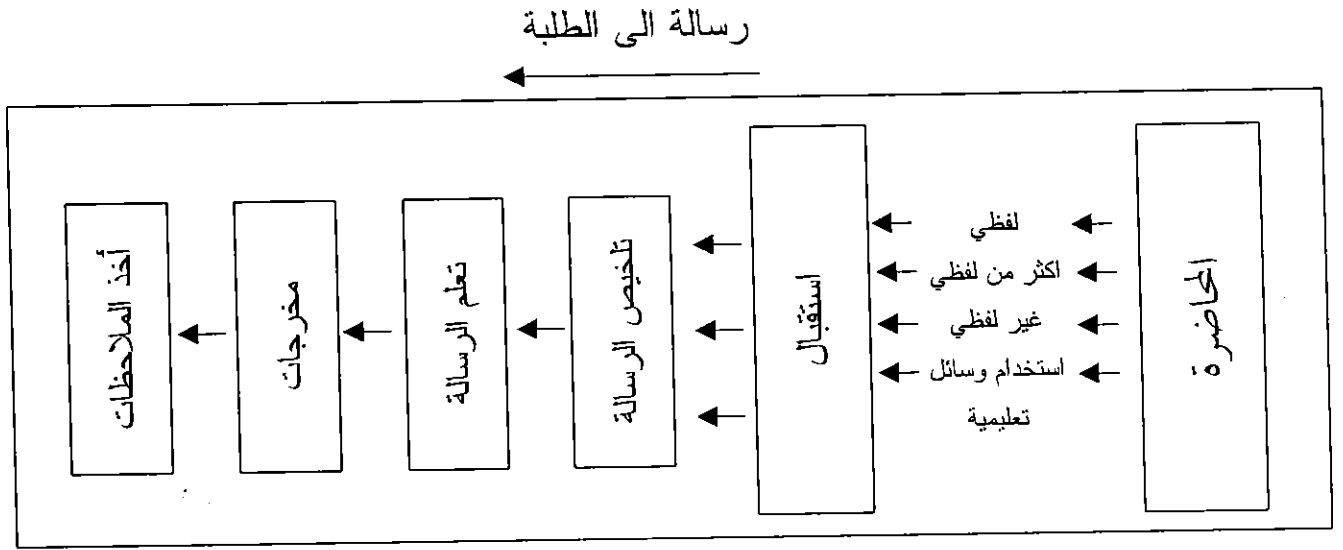 رسالة الى الطلبة
المحاضرة
لفظي
اكثر من لفظي
غير لفظي
استخدام وسائل
تعليمية
استقبال
تلخيص الرسالة
تعلم الرسالة
مخرجات
أخذ الملاحظات